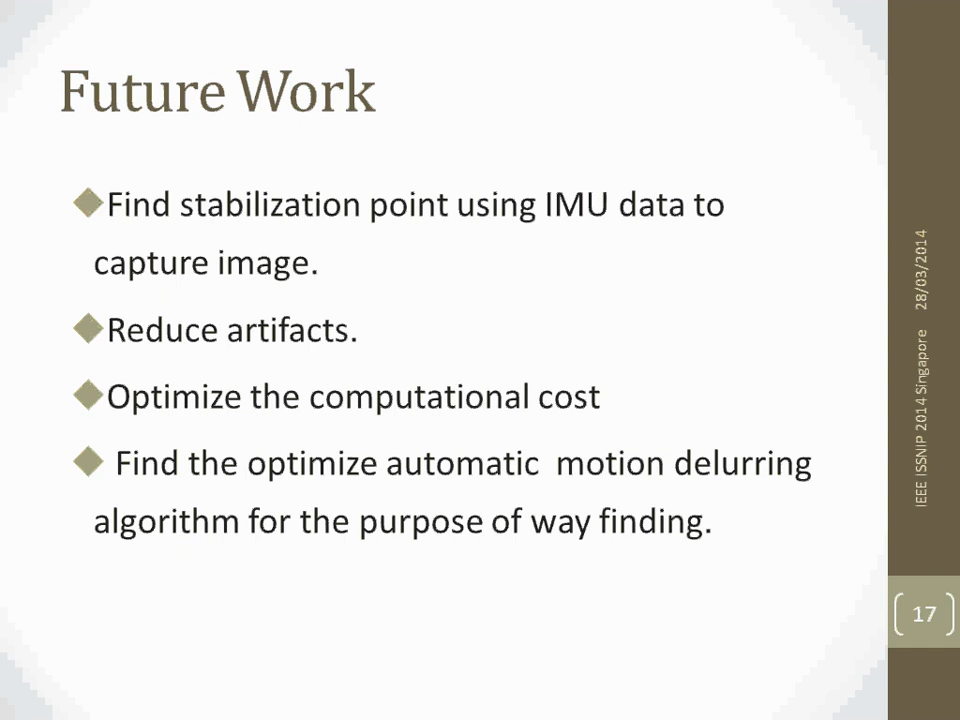 Future Work
Find stabilization point using IMU data to
capture image.
Reduce artifacts.
Optimize the computational cost
Find the optimize automatic motion delurring
algorithm for the purpose of way finding.
IEEE ISSNIP 2014 Singapore 28/03/2014
17